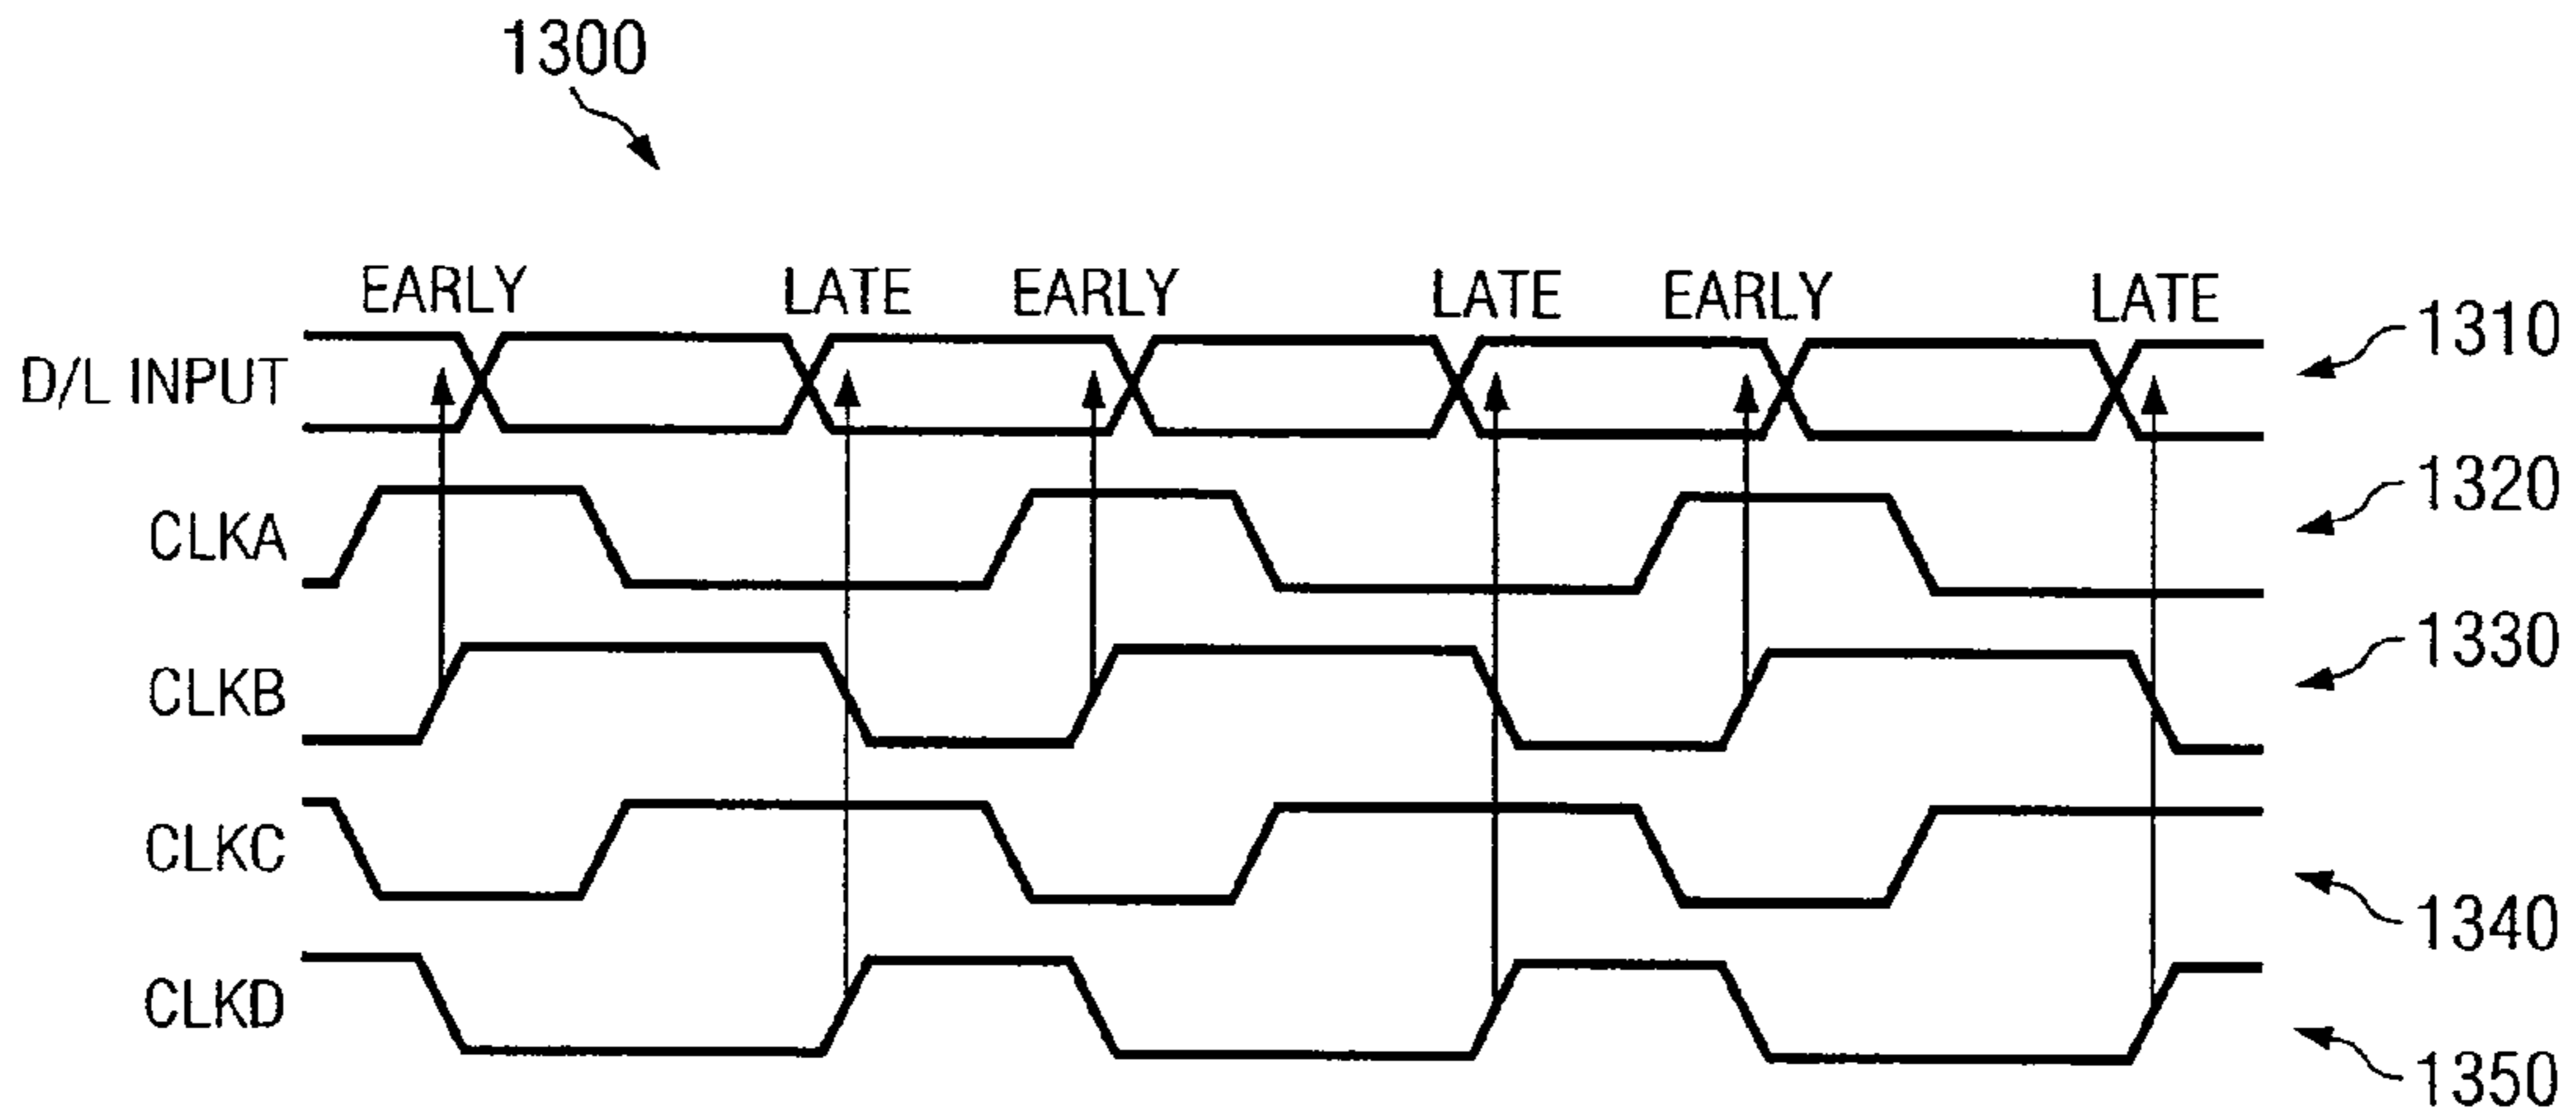 1300
EARLY LATE EARLY LATE EARLY LATE
D/L INPUT 1310
CLKA 1320
CLKB 1330
CLKC 1340
CLKD 1350